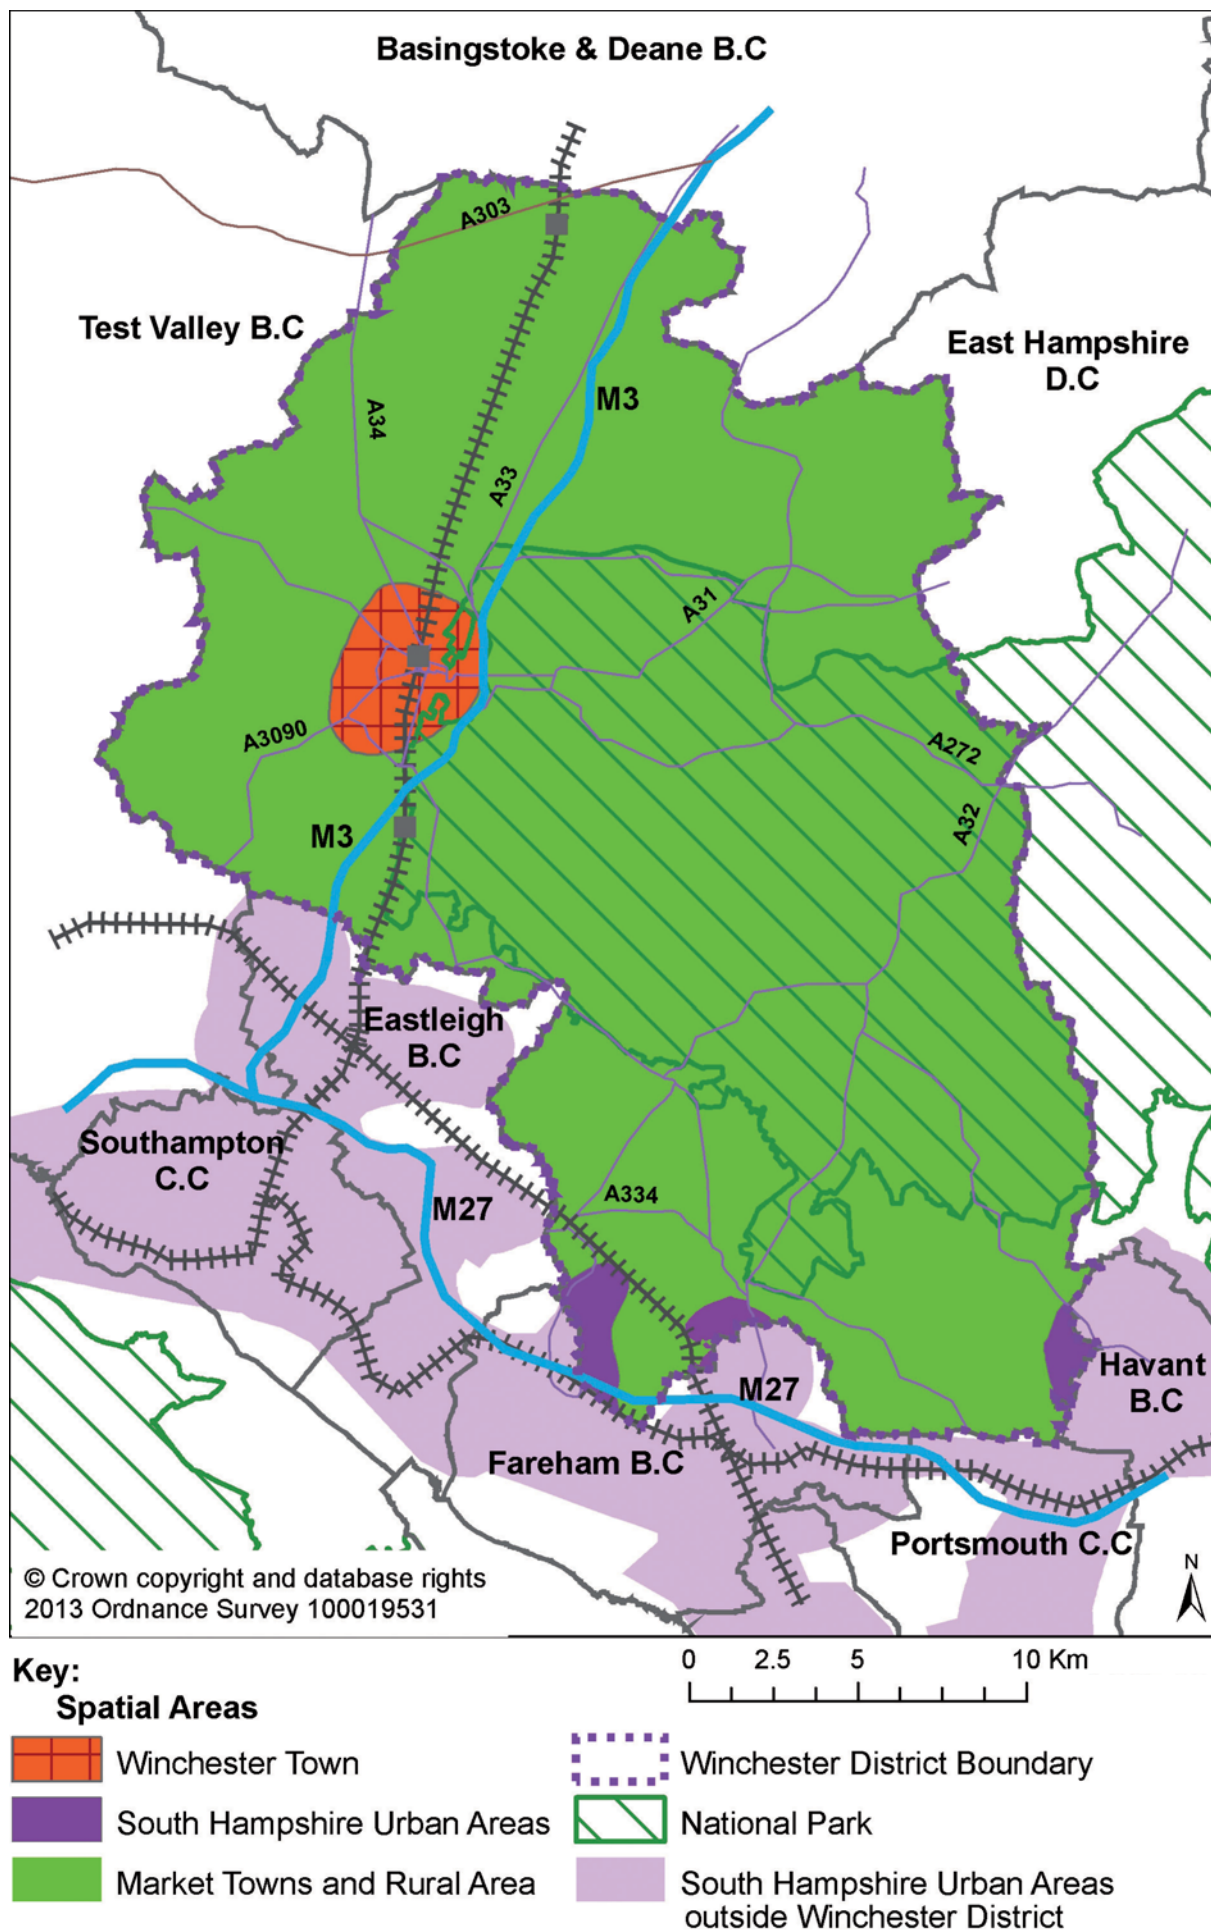 Basingstoke & Deane B.C
A303
Test Valley B.C
East Hampshire
D.C
M3
A34
A33
A31
A3090
A272
A32
M3
Eastleigh
B.C
Southampton
C.C
A334
M27
Havant
B.C
M27
Fareham B.C
Portsmouth C.C
N
© Crown copyright and database rights
2013 Ordnance Survey 100019531
0 2.5 5 10 Km
Key:
Spatial Areas
Winchester Town
South Hampshire Urban Areas
Market Towns and Rural Area
Winchester District Boundary
National Park
South Hampshire Urban Areas
outside Winchester District